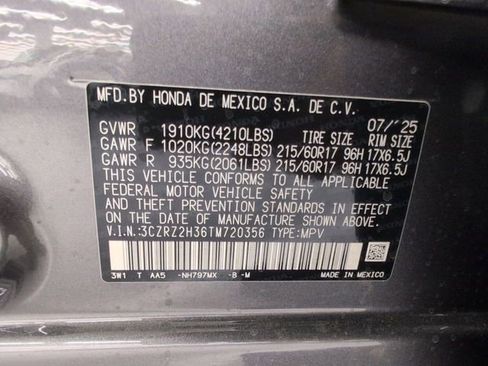 MFD.BY HONDA DE MEXICO S.A. DE C.V.
07/'25
GVWR 1910KG(4210LBS) TIRE SIZE RIM SIZE
GAWR F 1020KG(2248LBS) 215/60R17 96H 17X6.5J
GAWR R 935KG(2061LBS) 215/60R17 96H 17X6.5J
THIS VEHICLE CONFORMS TO ALL APPLICABLE
FEDERAL MOTOR VEHICLE SAFETY, BUMPER,
AND THEFT PREVENTION STANDARDS IN EFFECT
ON THE DATE OF MANUFACTURE SHOWN ABOVE.
V.I.N.:3CZRZ2H36TM720356 TYPE:MPV
3W1 T AA5 -NH797MX -B -M MADE IN MEXICO